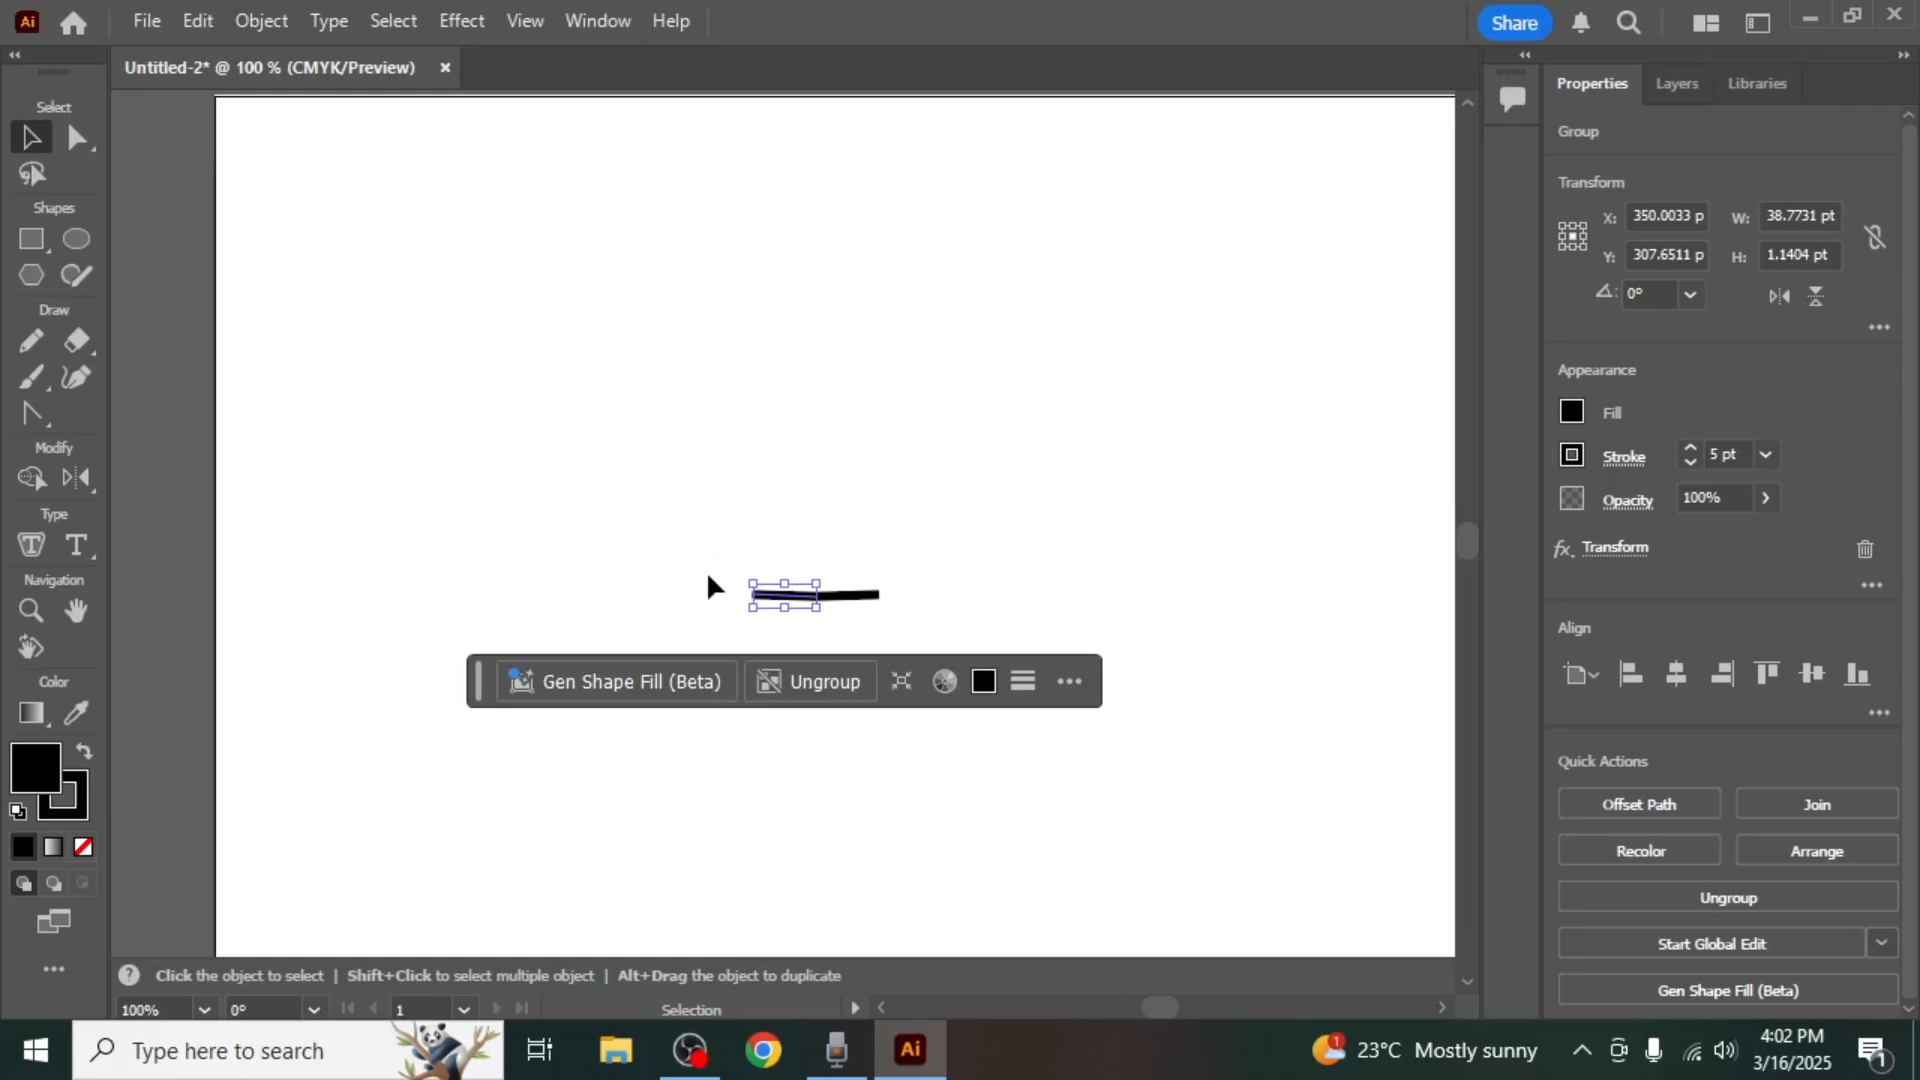 Ai File Edit Object Type Select Effect View Window Help Share
Untitled-2* @ 100 % (CMYK/Preview) ×
Properties Layers Libraries
Select
Group
Transform
Shapes
X: 350.0033 p W: 38.7731 pt
Y: 307.6511 p H: 1.1404 pt
0°
Draw
Appearance
Fill
Modify
Stroke 5 pt
Opacity 100%
Type
fx. Transform
Navigation
Align
Color
Gen Shape Fill (Beta) Ungroup
Quick Actions
Offset Path Join
Recolor Arrange
Ungroup
Start Global Edit
Gen Shape Fill (Beta)
? Click the object to select | Shift+Click to select multiple object | Alt+Drag the object to duplicate
100% 0° 1 Selection
Type here to search
Ai
1 23°C Mostly sunny
4:02 PM
3/16/2025
1